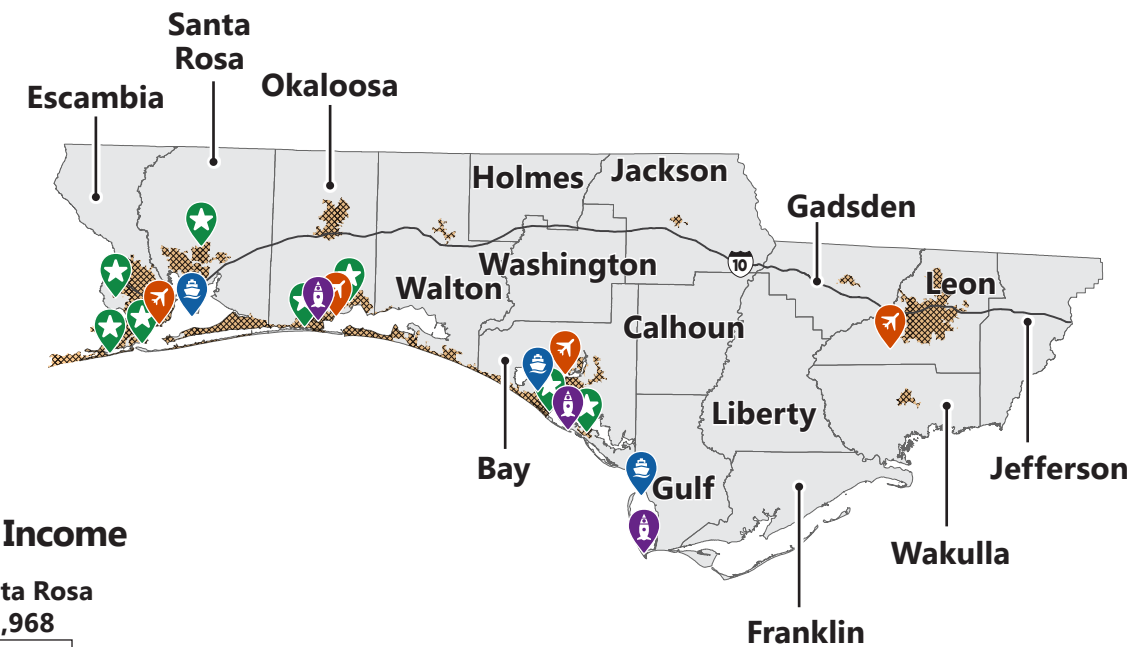 Santa
Rosa
Okaloosa
Escambia
Holmes
Jackson
Gadsden
Washington
10
Leon
Walton
Calhoun
Liberty
Bay
Jefferson
Gulf
Income
Wakulla
ta Rosa
,968
Franklin